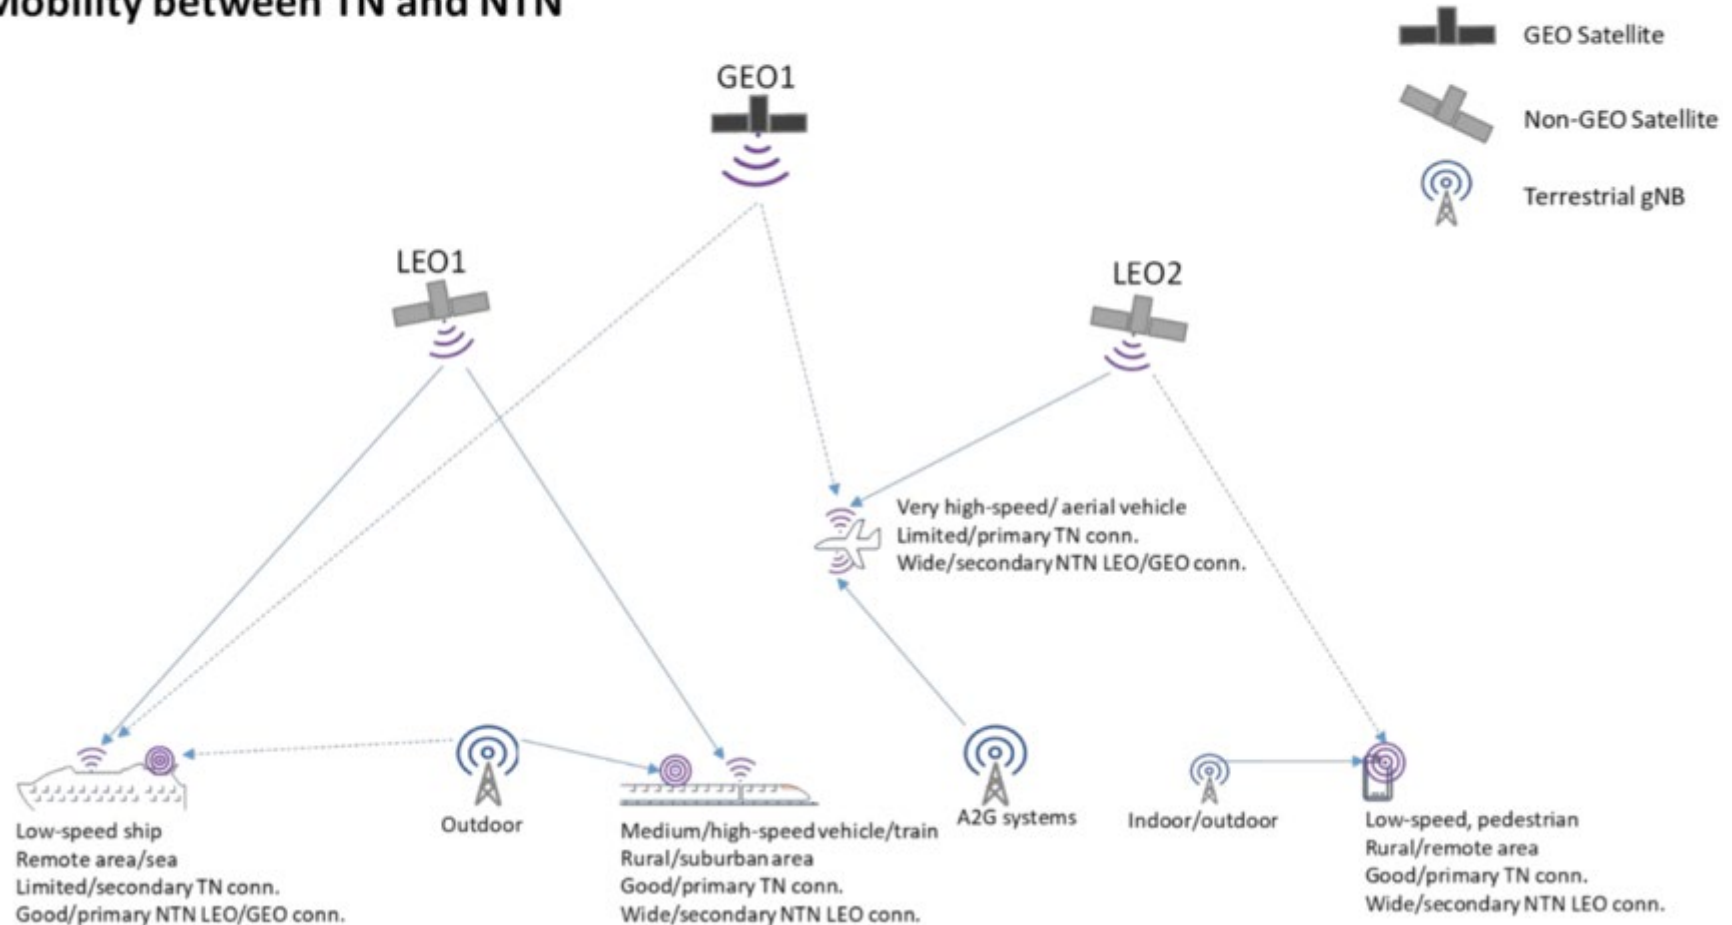 Mobility between TN and NTN
GEO Satellite
Non-GEO Satellite
Terrestrial gNB
GEO1
LEO1
LEO2
Very high-speed/ aerial vehicle
Limited/primary TN conn.
Wide/secondary NTN LEO/GEO conn.
Outdoor
A2G systems
Indoor/outdoor
Low-speed ship
Remote area/sea
Limited/secondary TN conn.
Good/primary NTN LEO/GEO conn.
Medium/high-speed vehicle/train
Rural/suburban area
Good/primary TN conn.
Wide/secondary NTN LEO conn.
Low-speed, pedestrian
Rural/remote area
Good/primary TN conn.
Wide/secondary NTN LEO conn.